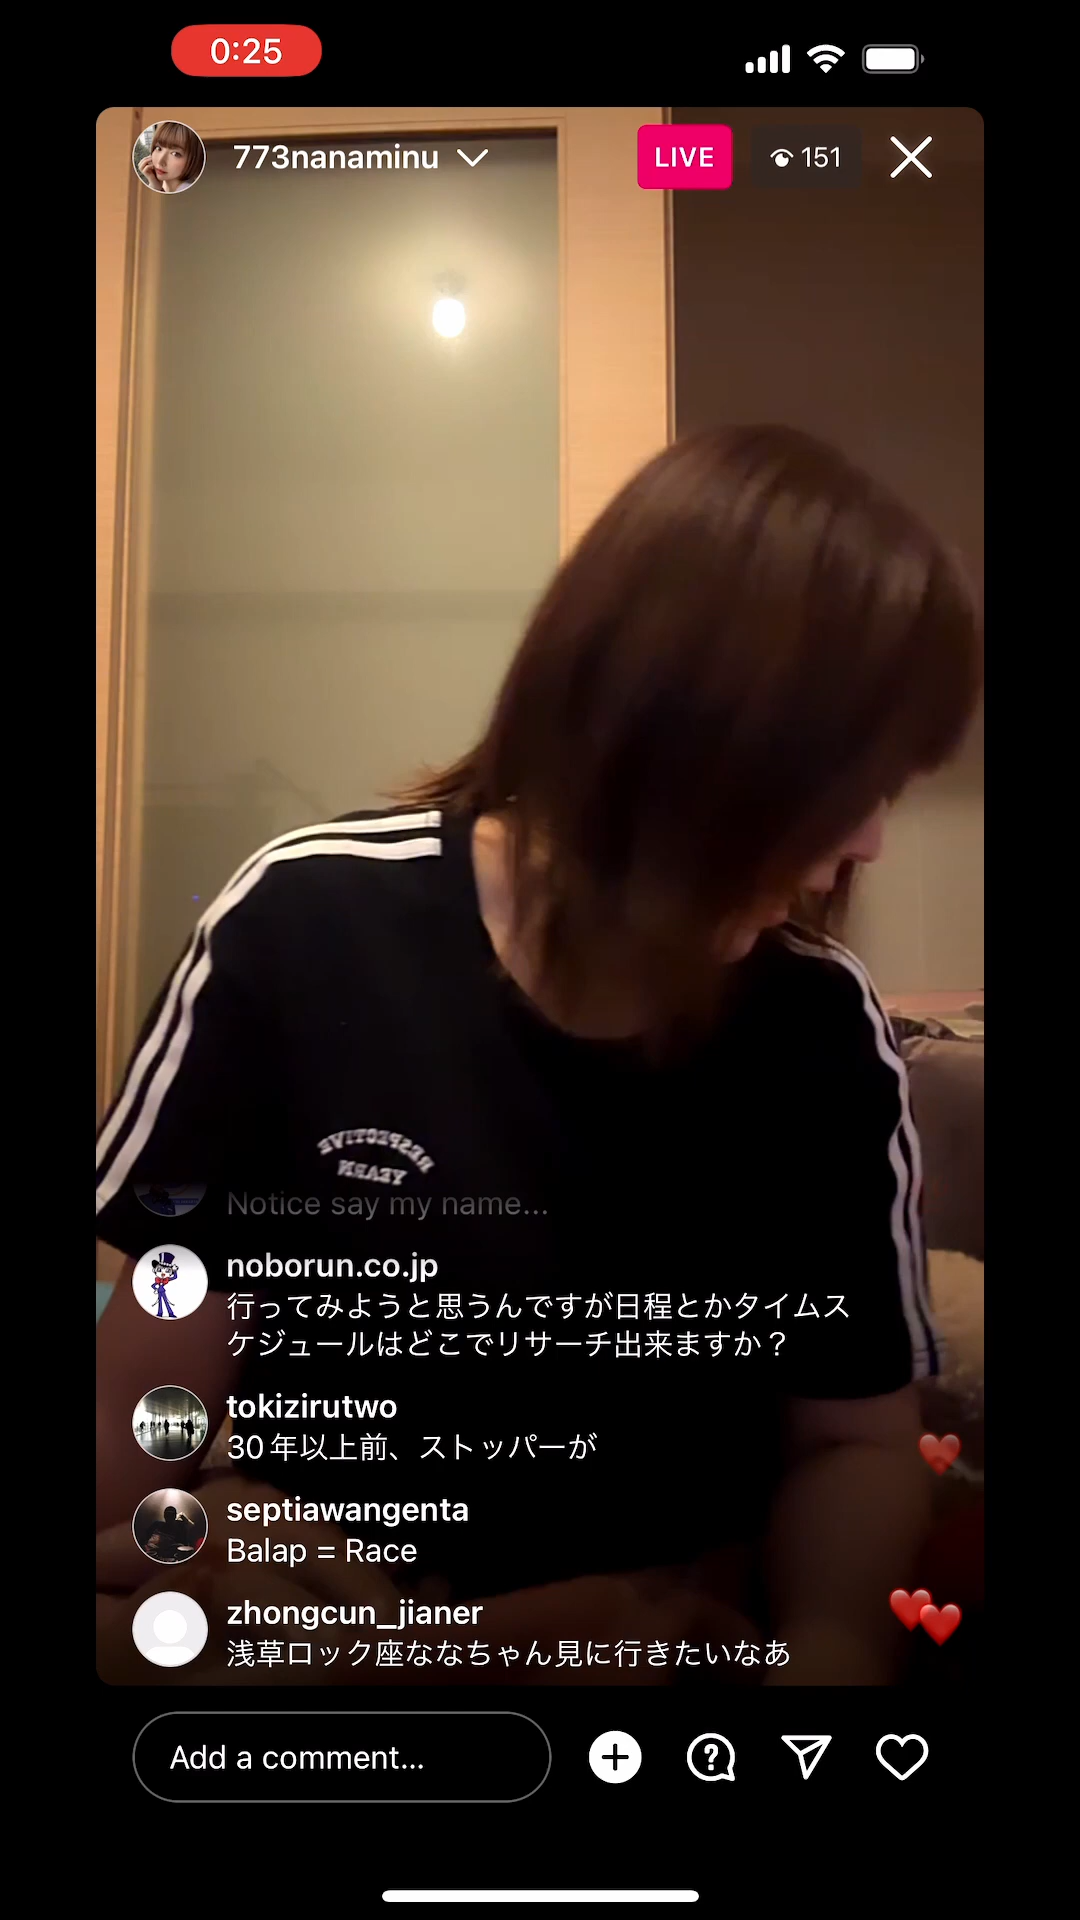 0:25
773nanaminu
LIVE
151
RESPECTIVE
YEARN
Notice say my name...
noborun.co.jp
行ってみようと思うんですが日程とかタイムス
ケジュールはどこでリサーチ出来ますか？
tokizirutwo
30年以上前、ストッパーが
septiawangenta
Balap = Race
zhongcun_jianer
浅草ロック座ななちゃん見に行きたいなあ
Add a comment...